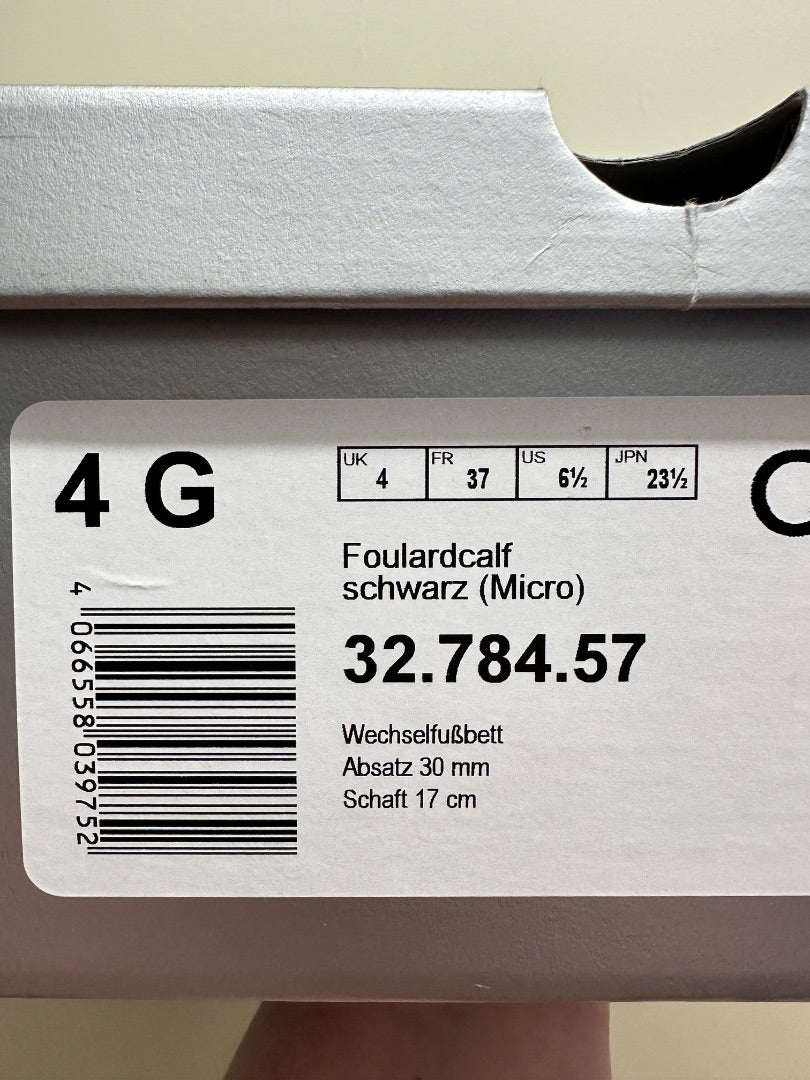 4 G
UK 4 FR 37 US 6½ JPN 23½
Foulardcalf
schwarz (Micro)
32.784.57
Wechselfußbett
Absatz 30 mm
Schaft 17 cm
4 066558 039752